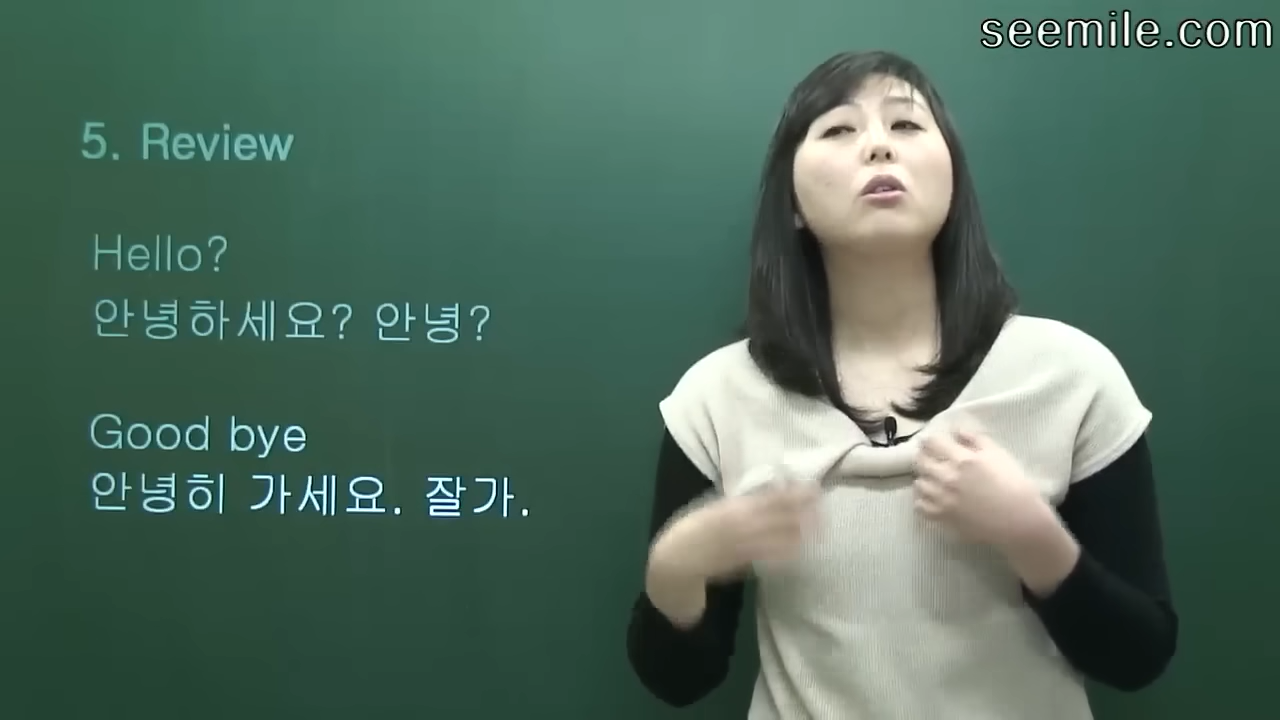 seemile.com
5. Review
Hello?
안녕하세요? 안녕?
Good bye
안녕히 가세요. 잘가.